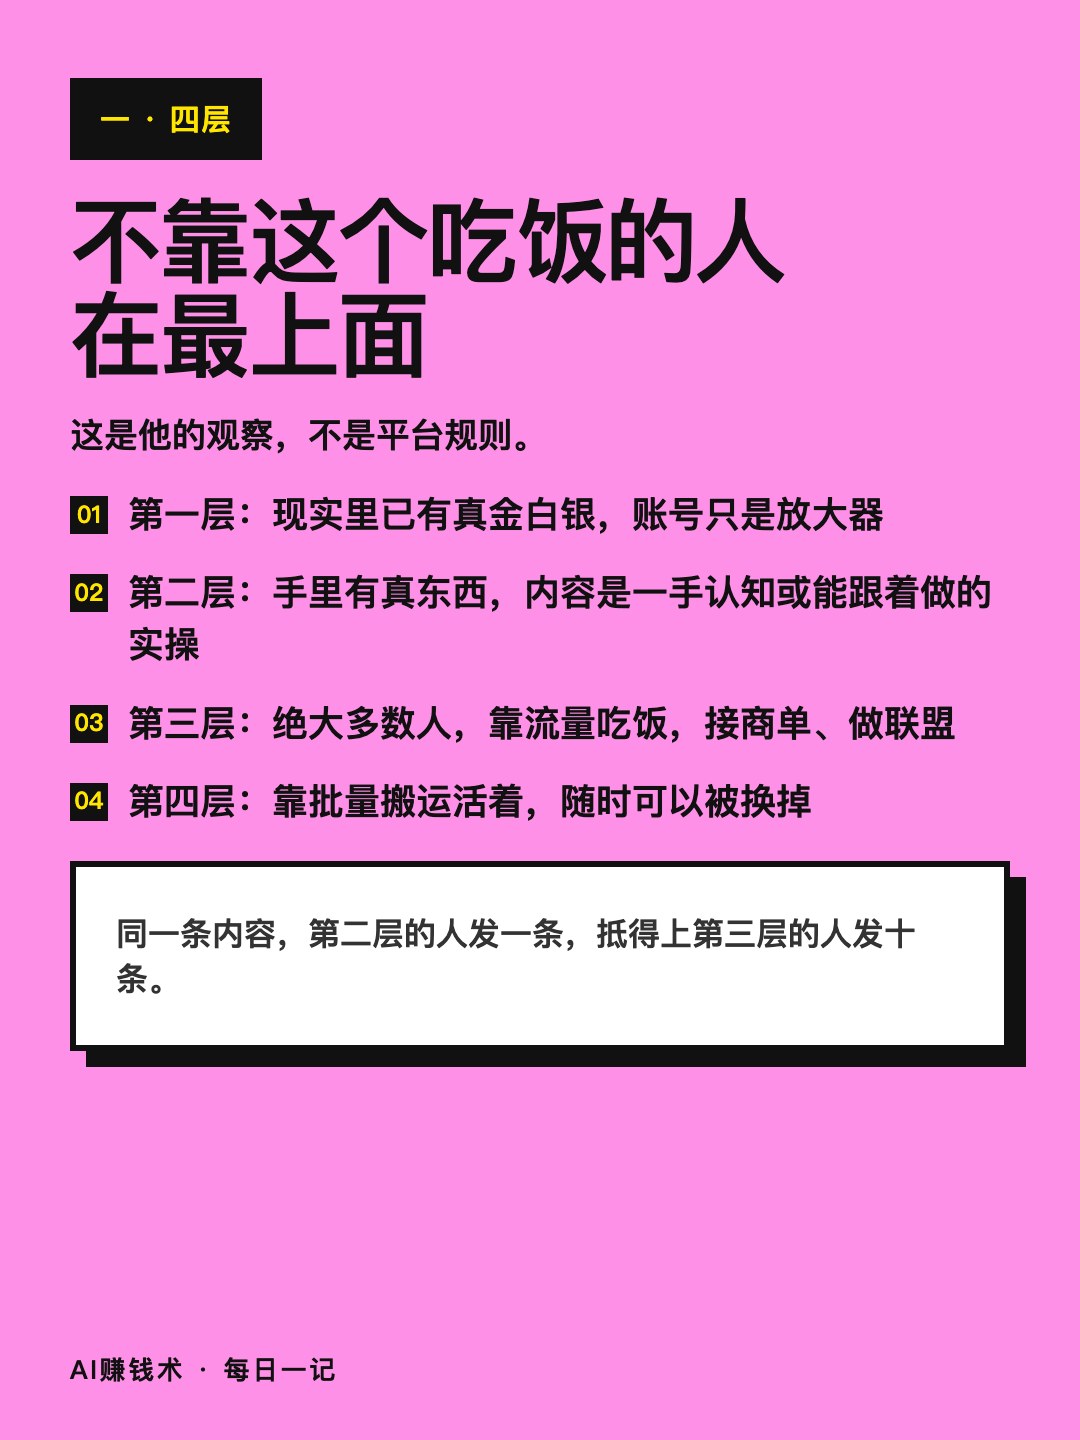 一 · 四层
不靠这个吃饭的人
在最上面
这是他的观察，不是平台规则。
01 第一层：现实里已有真金白银，账号只是放大器
02 第二层：手里有真东西，内容是一手认知或能跟着做的
实操
03 第三层：绝大多数人，靠流量吃饭，接商单、做联盟
04 第四层：靠批量搬运活着，随时可以被换掉
同一条内容，第二层的人发一条，抵得上第三层的人发十
条。
AI赚钱术 · 每日一记